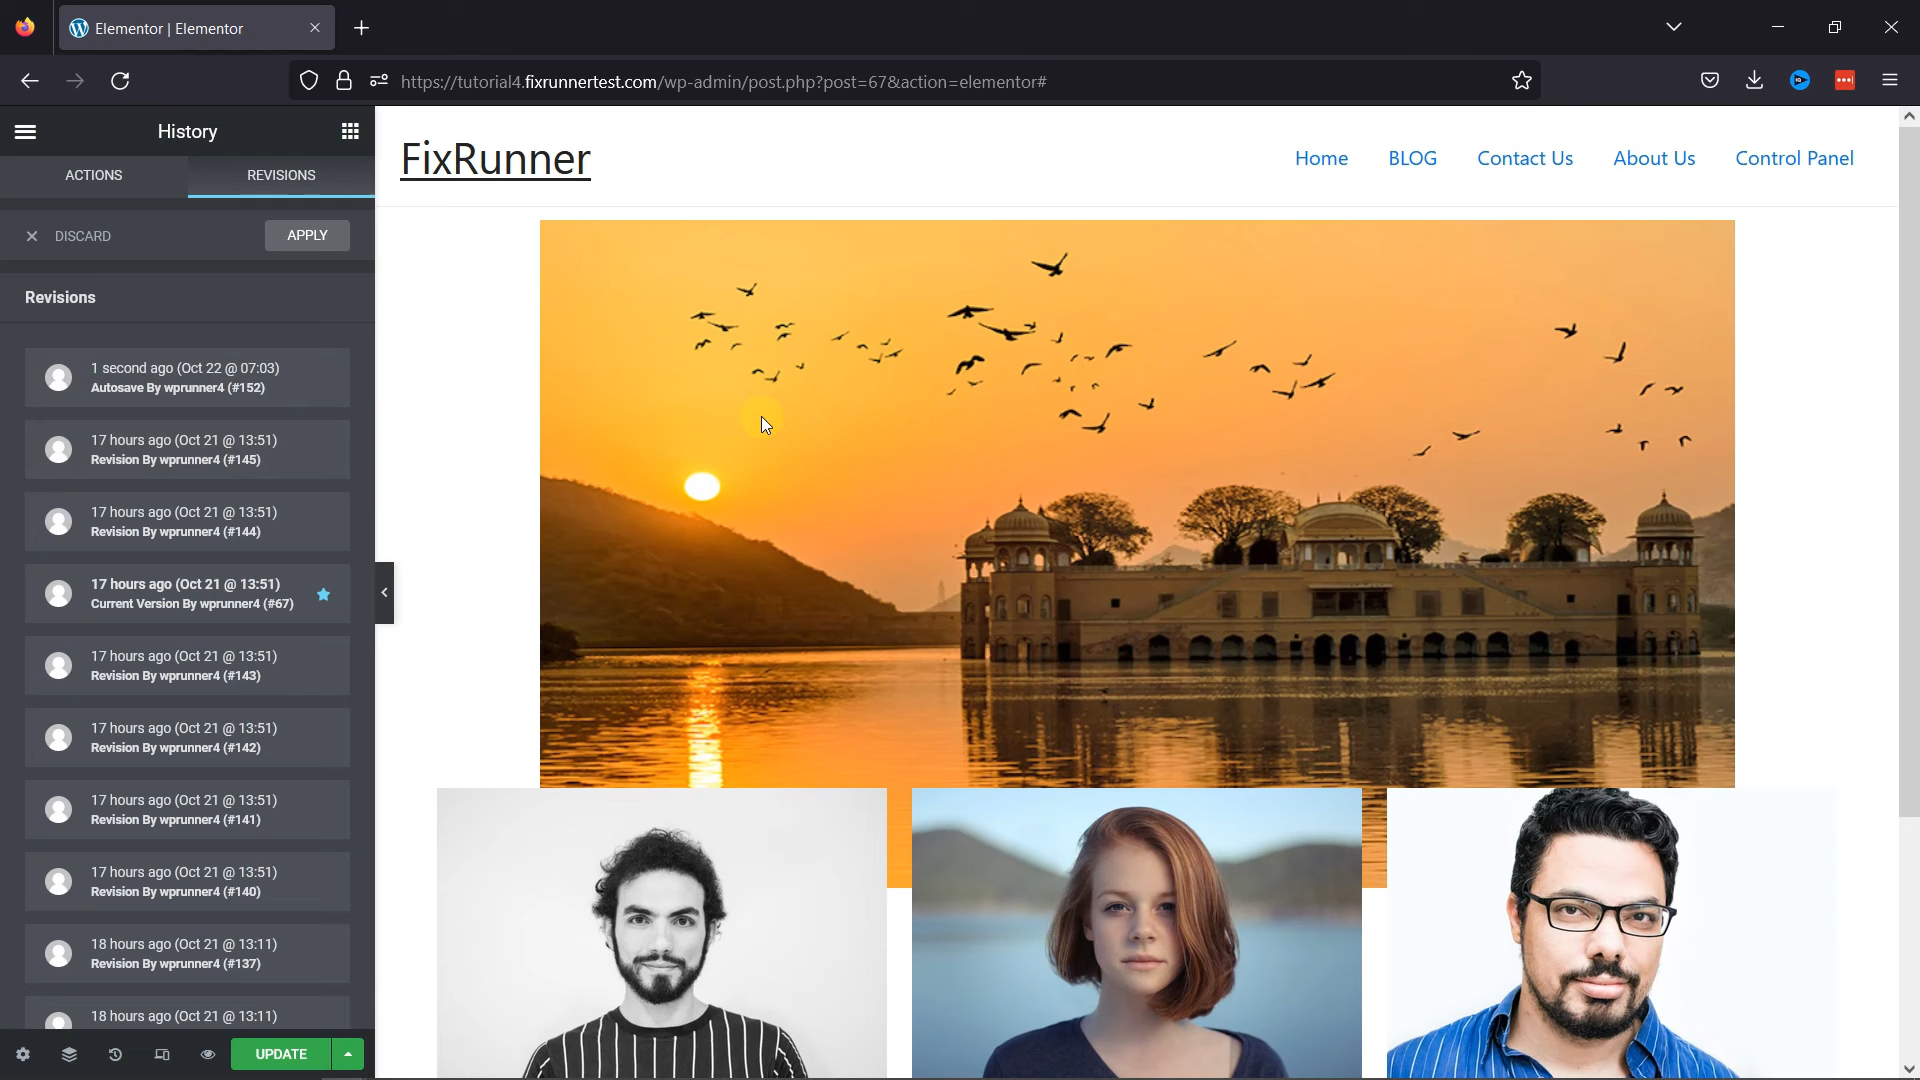 Elementor | Elementor
https://tutorial4.fixrunnertest.com/wp-admin/post.php?post=67&action=elementor#
History
ACTIONS
REVISIONS
DISCARD
APPLY
Revisions
1 second ago (Oct 22 @ 07:03)
Autosave By wprunner4 (#152)
17 hours ago (Oct 21 @ 13:51)
Revision By wprunner4 (#145)
17 hours ago (Oct 21 @ 13:51)
Revision By wprunner4 (#144)
17 hours ago (Oct 21 @ 13:51)
Current Version By wprunner4 (#67)
17 hours ago (Oct 21 @ 13:51)
Revision By wprunner4 (#143)
17 hours ago (Oct 21 @ 13:51)
Revision By wprunner4 (#142)
17 hours ago (Oct 21 @ 13:51)
Revision By wprunner4 (#141)
17 hours ago (Oct 21 @ 13:51)
Revision By wprunner4 (#140)
18 hours ago (Oct 21 @ 13:11)
Revision By wprunner4 (#137)
18 hours ago (Oct 21 @ 13:11)
UPDATE
FixRunner
Home
BLOG
Contact Us
About Us
Control Panel